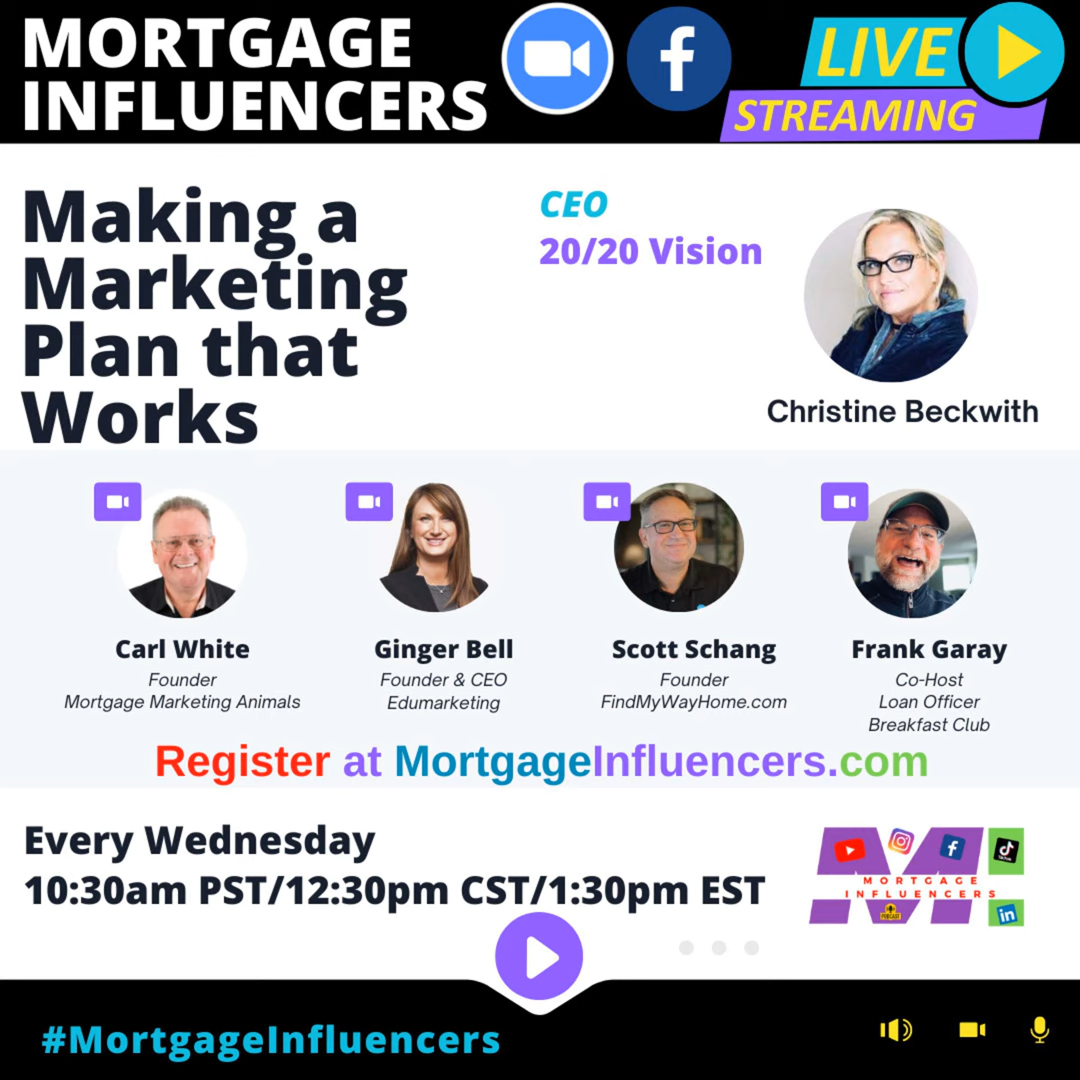 MORTGAGE
INFLUENCERS
LIVE
STREAMING
Making a
Marketing
Plan that
Works
CEO
20/20 Vision
Christine Beckwith
Carl White
Founder
Mortgage Marketing Animals
Ginger Bell
Founder & CEO
Edumarketing
Scott Schang
Founder
FindMyWayHome.com
Frank Garay
Co-Host
Loan Officer
Breakfast Club
Register at MortgageInfluencers.com
Every Wednesday
10:30am PST/12:30pm CST/1:30pm EST
MORTGAGE
INFLUENCERS
PODCAST
#MortgageInfluencers